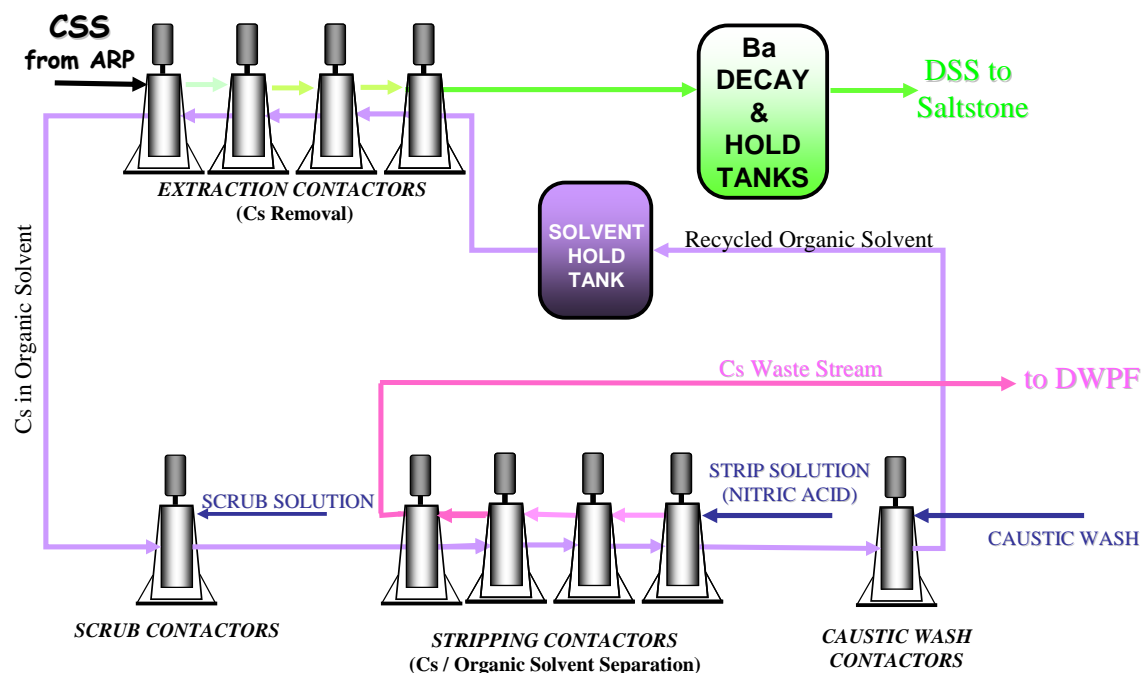 CSS
from ARP
Ba
DECAY
&
HOLD
TANKS
DSS to
Saltstone
EXTRACTION CONTACTORS
(Cs Removal)
SOLVENT
HOLD
TANK
Recycled Organic Solvent
Cs in Organic Solvent
Cs Waste Stream
to DWPF
SCRUB SOLUTION
STRIP SOLUTION
(NITRIC ACID)
CAUSTIC WASH
SCRUB CONTACTORS
STRIPPING CONTACTORS
(Cs / Organic Solvent Separation)
CAUSTIC WASH
CONTACTORS